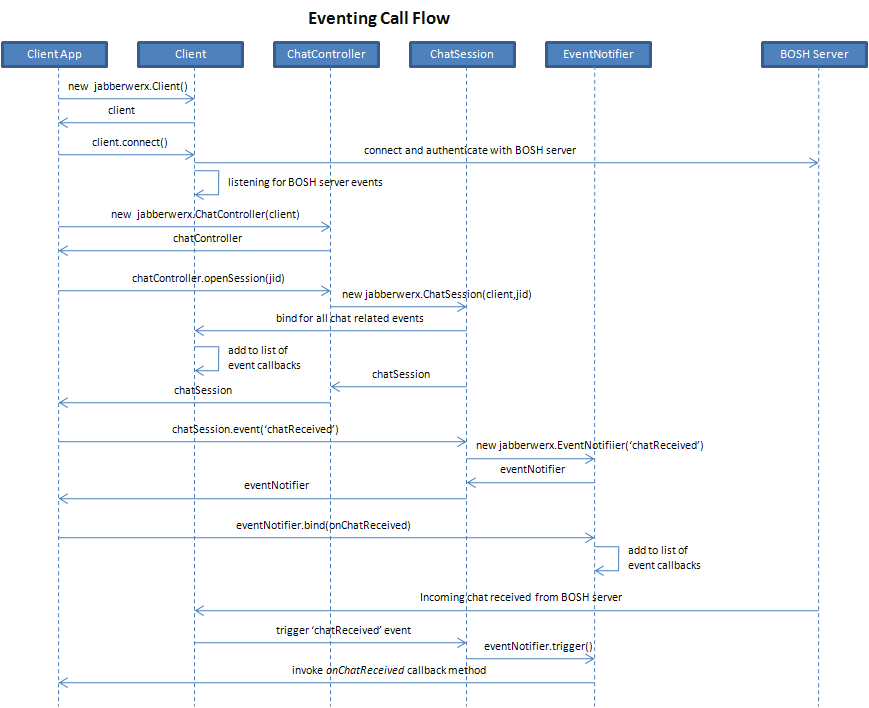 Eventing Call Flow
Client App
Client
ChatController
ChatSession
EventNotifier
BOSH Server
new jabberwerx.Client()
client
client.connect()
connect and authenticate with BOSH server
listening for BOSH server events
new jabberwerx.ChatController(client)
chatController
chatController.openSession(jid)
new jabberwerx.ChatSession(client,jid)
bind for all chat related events
add to list of
event callbacks
chatSession
chatSession
chatSession.event(‘chatReceived’)
new jabberwerx.EventNotifiier(‘chatReceived’)
eventNotifier
eventNotifier
eventNotifier.bind(onChatReceived)
add to list of
event callbacks
Incoming chat received from BOSH server
trigger ‘chatReceived’ event
eventNotifier.trigger()
invoke onChatReceived callback method